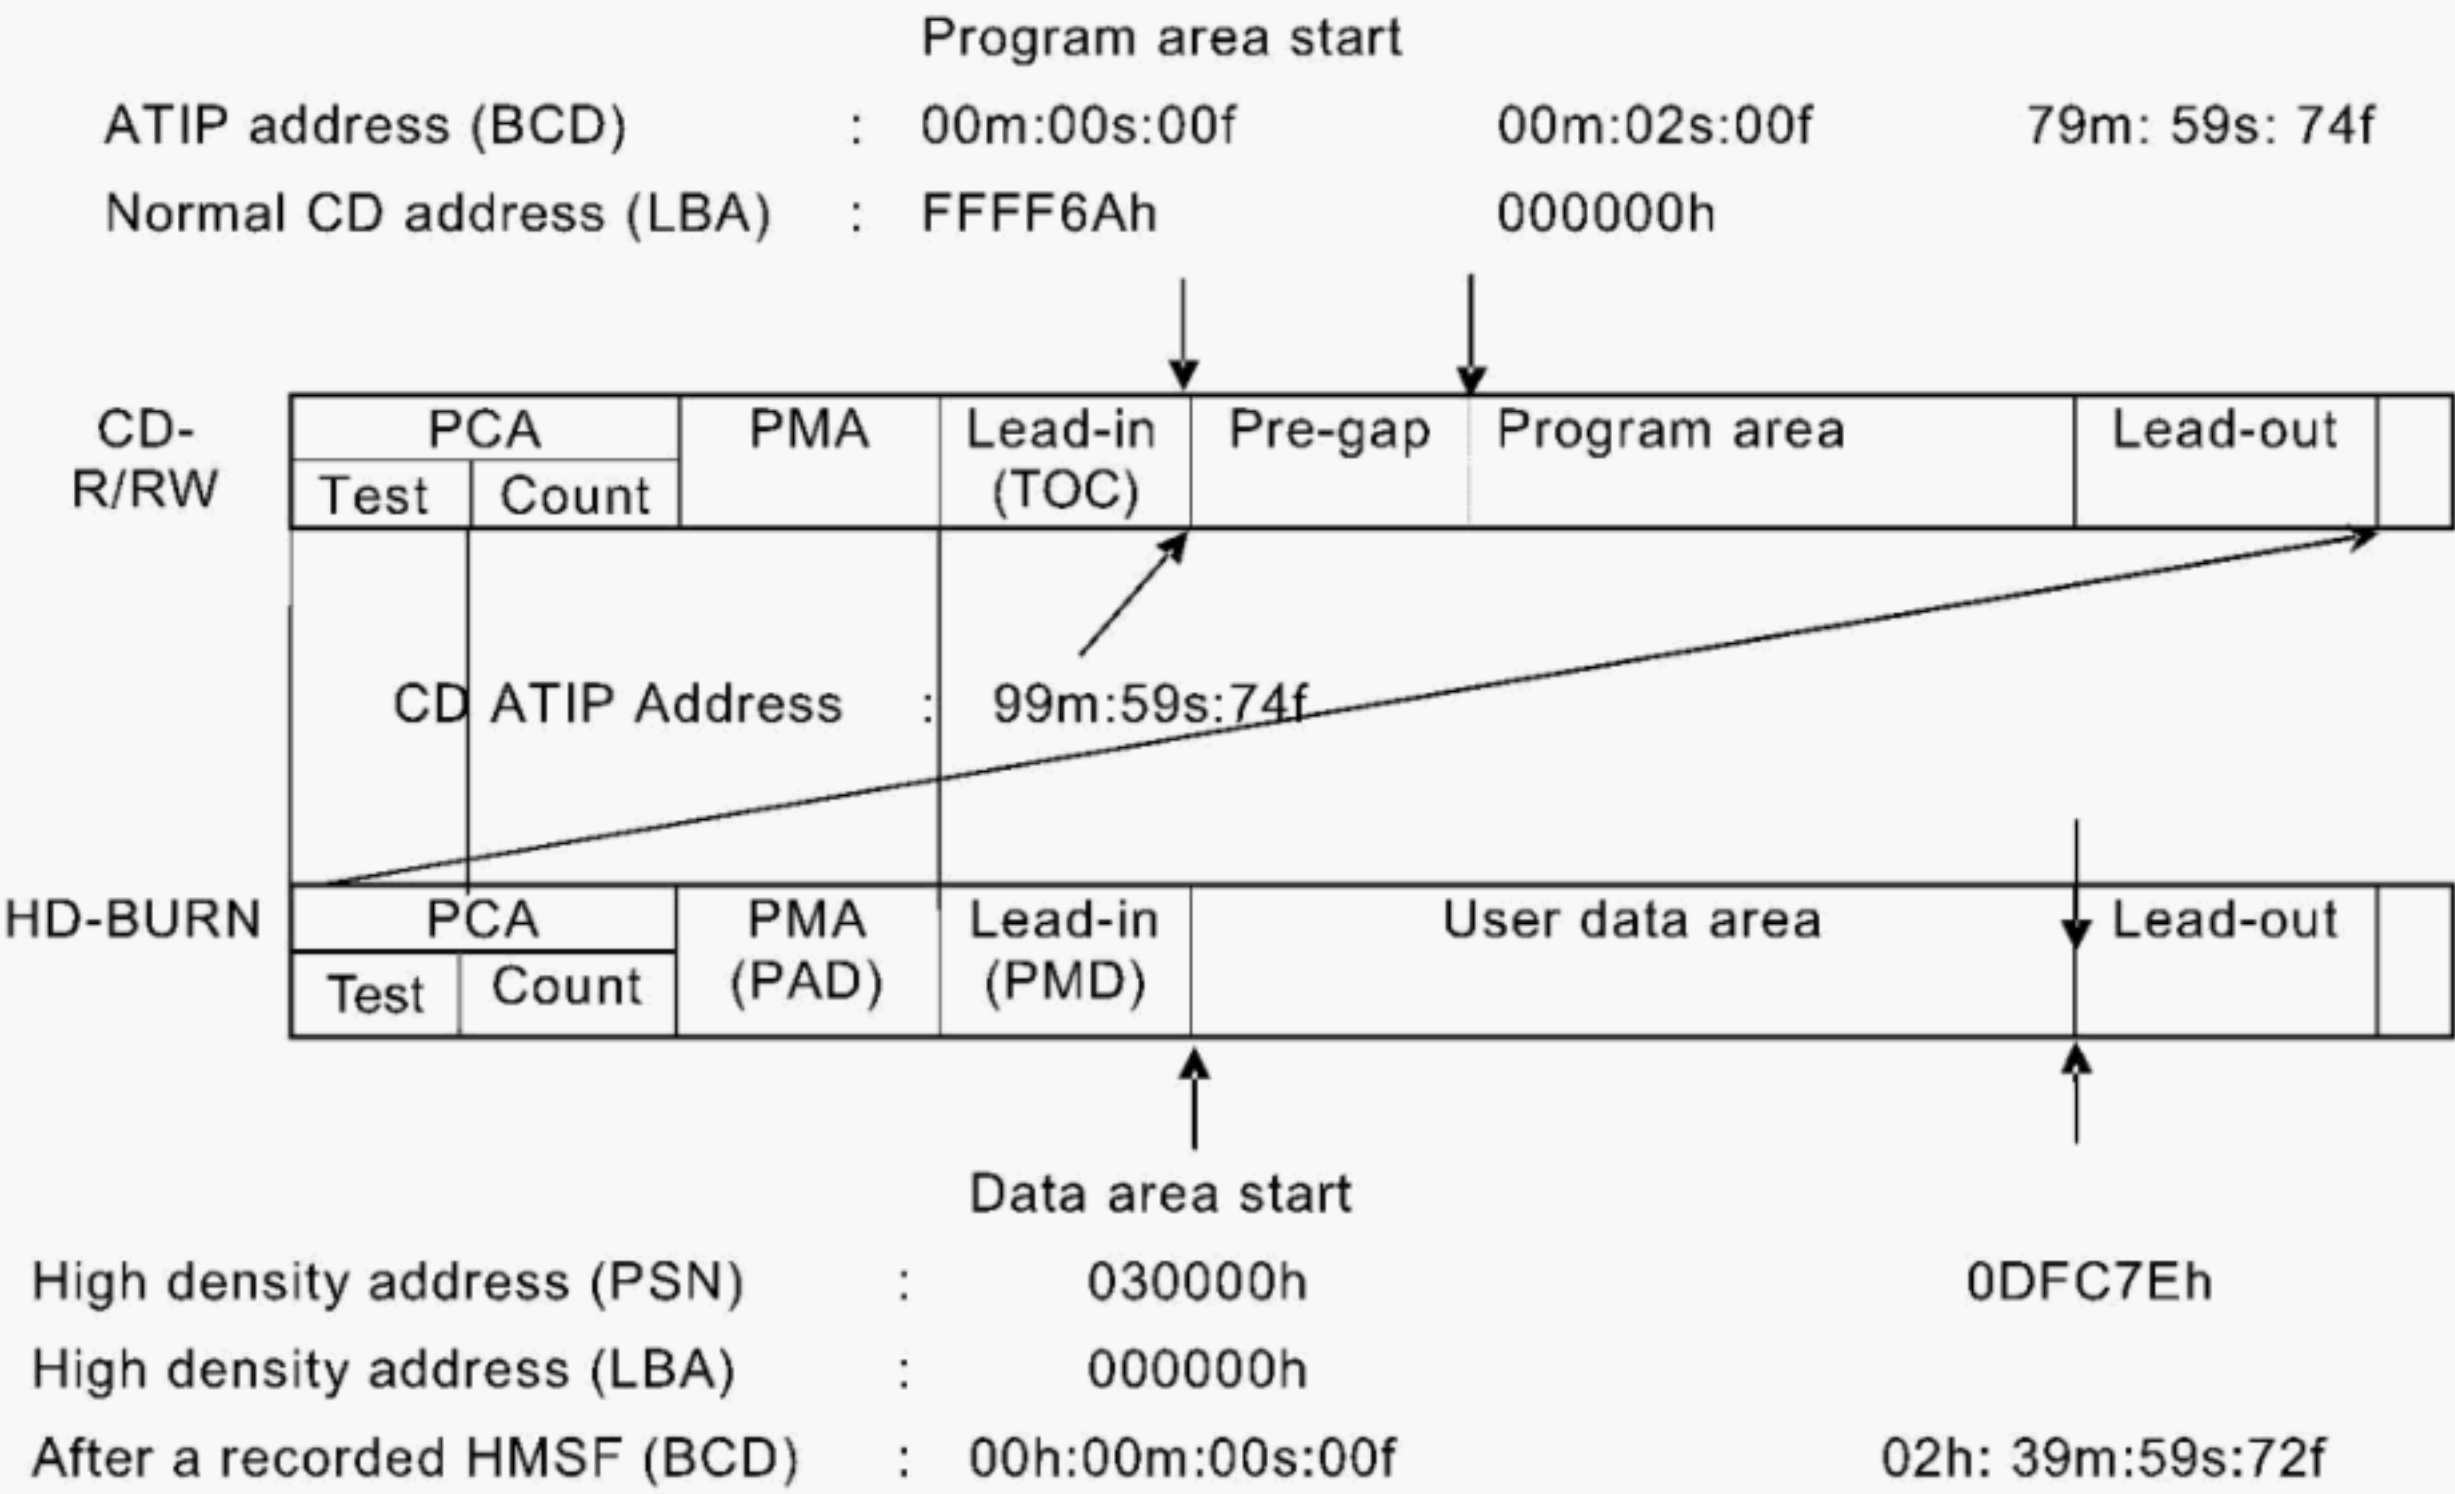 Program area start
ATIP address (BCD) : 00m:00s:00f 00m:02s:00f 79m: 59s: 74f
Normal CD address (LBA) : FFFF6Ah 000000h
CD-
R/RW
PCA PMA Lead-in Pre-gap Program area Lead-out
Test Count (TOC)
CD ATIP Address : 99m:59s:74f
HD-BURN PCA PMA Lead-in User data area Lead-out
Test Count (PAD) (PMD)
Data area start
High density address (PSN) : 030000h 0DFC7Eh
High density address (LBA) : 000000h
After a recorded HMSF (BCD) : 00h:00m:00s:00f 02h: 39m:59s:72f